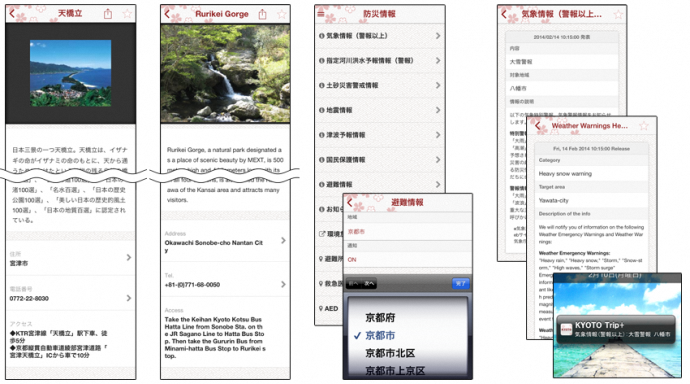 天橋立
日本三景の一つ天橋立。天橋立は、イザナ
ギの命がイザナミの命のもとに、天から通
渚100選」、「名水百選」、「日本の歴史
公園100選」、「美しい日本の歴史的風土
100選」、「日本の地質百選」に認定され
ている。
住所
宮津市
電話番号
0772-22-8030
アクセス
◆KTR宮津線「天橋立」駅下車、徒
歩5分
◆京都縦貫自動車道綾部宮津道路「
宮津天橋立」ICから車で10分
Rurikei Gorge
Rurikei Gorge, a natural park designated a
s a place of scenic beauty by MEXT, is 500
awa of the Kansai area and attracts many
visitors.
Address
Okawachi Sonobe-cho Nantan Cit
y
Tel.
+81-(0)771-68-0050
Access
Take the Keihan Kyoto Kotsu Bus
Hatta Line from Sonobe Sta. on th
e JR Sagano Line to Hatta Bus Sto
p. Then take the Gururin Bus from
Minami-hatta Bus Stop to Rurikei s
top.
防災情報
気象情報（警報以上）
指定河川洪水予報情報（警報）
土砂災害警戒情報
地震情報
津波予報情報
国民保護情報
避難情報
お知ら
環境放
避難所
救急医
AED
避難情報
地域
京都市
通知
ON
前へ 次へ
完了
京都府
京都市
京都市北区
京都市上京区
気象情報（警報以上...
2014/02/14 10:15:00 発表
内容
大雪警報
対象地域
八幡市
情報の説明
Weather Warnings He...
Fri, 14 Feb 2014 10:15:00 Release
Category
Heavy snow warning
Target area
Yawata-city
Description of the info
We will notify you of information on the following
Weather Emergency Warnings and Weather War
nings:
Weather Emergency Warnings:
"Heavy rain," "Heavy snow," "Storm," "Snow-st
orm," "High waves," "Storm surge"
KYOTO Trip+
気象情報（警報以上） 大雪警報 八幡市